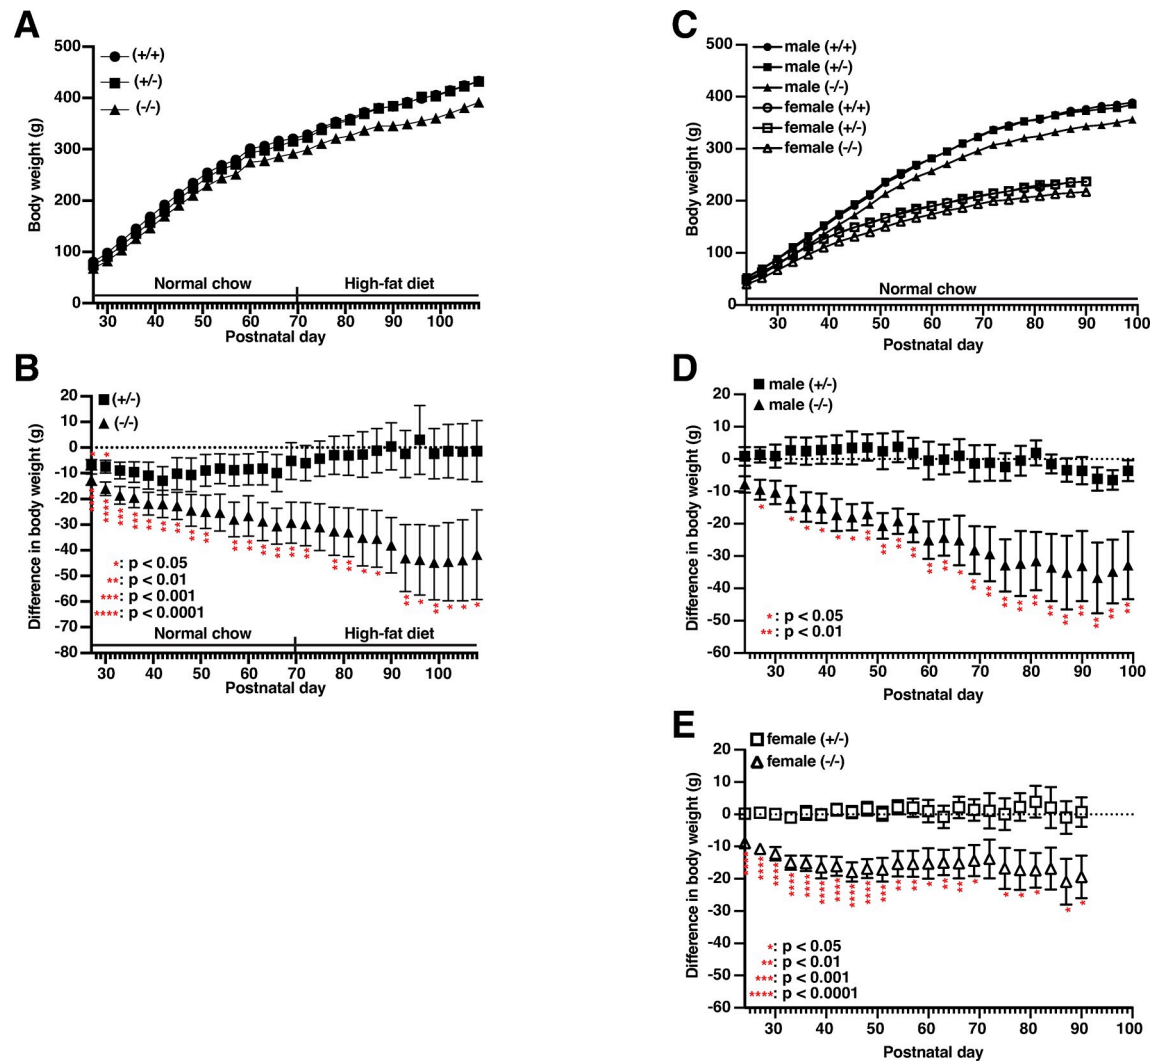 A
500
400
300
200
100
0
Body weight (g)
(+/+)
(+/-)
(-/-)
Normal chow
High-fat diet
30 40 50 60 70 80 90 100
Postnatal day
B
20
10
0
-10
-20
-30
-40
-50
-60
-70
-80
Difference in body weight (g)
(+/-)
(-/-)
*: p < 0.05
**: p < 0.01
***: p < 0.001
****: p < 0.0001
Normal chow
High-fat diet
30 40 50 60 70 80 90 100
Postnatal day
C
500
400
300
200
100
0
Body weight (g)
male (+/+)
male (+/-)
male (-/-)
female (+/+)
female (+/-)
female (-/-)
Normal chow
30 40 50 60 70 80 90 100
Postnatal day
D
20
10
0
-10
-20
-30
-40
-50
-60
Difference in body weight (g)
male (+/-)
male (-/-)
*: p < 0.05
**: p < 0.01
30 40 50 60 70 80 90 100
Postnatal day
E
20
10
0
-10
-20
-30
-40
-50
-60
Difference in body weight (g)
female (+/-)
female (-/-)
*: p < 0.05
**: p < 0.01
***: p < 0.001
****: p < 0.0001
30 40 50 60 70 80 90 100
Postnatal day